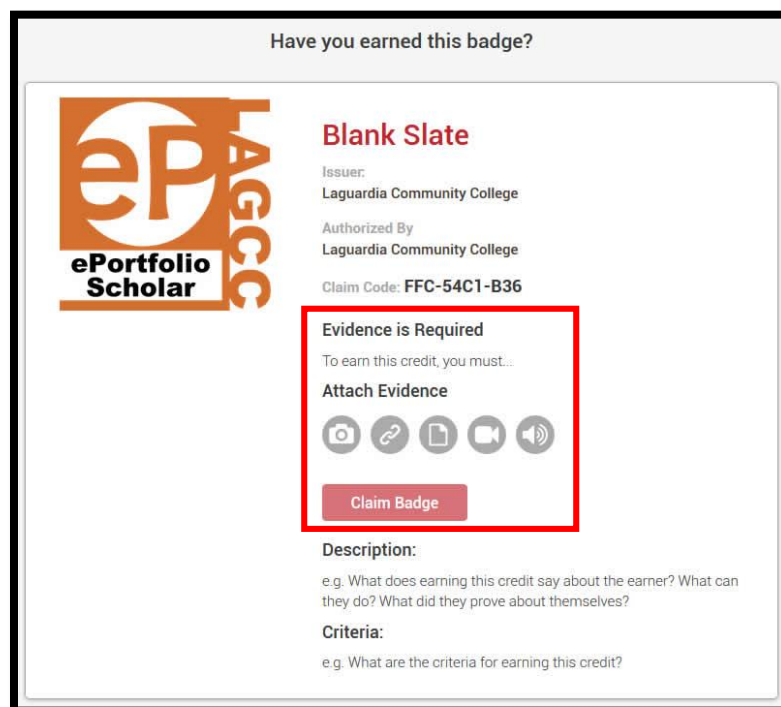 Have you earned this badge?
eP
LAGCC
ePortfolio
Scholar
Blank Slate
Issuer:
Laguardia Community College
Authorized By
Laguardia Community College
Claim Code: FFC-54C1-B36
Evidence is Required
To earn this credit, you must...
Attach Evidence
Claim Badge
Description:
e.g. What does earning this credit say about the earner? What can
they do? What did they prove about themselves?
Criteria:
e.g. What are the criteria for earning this credit?